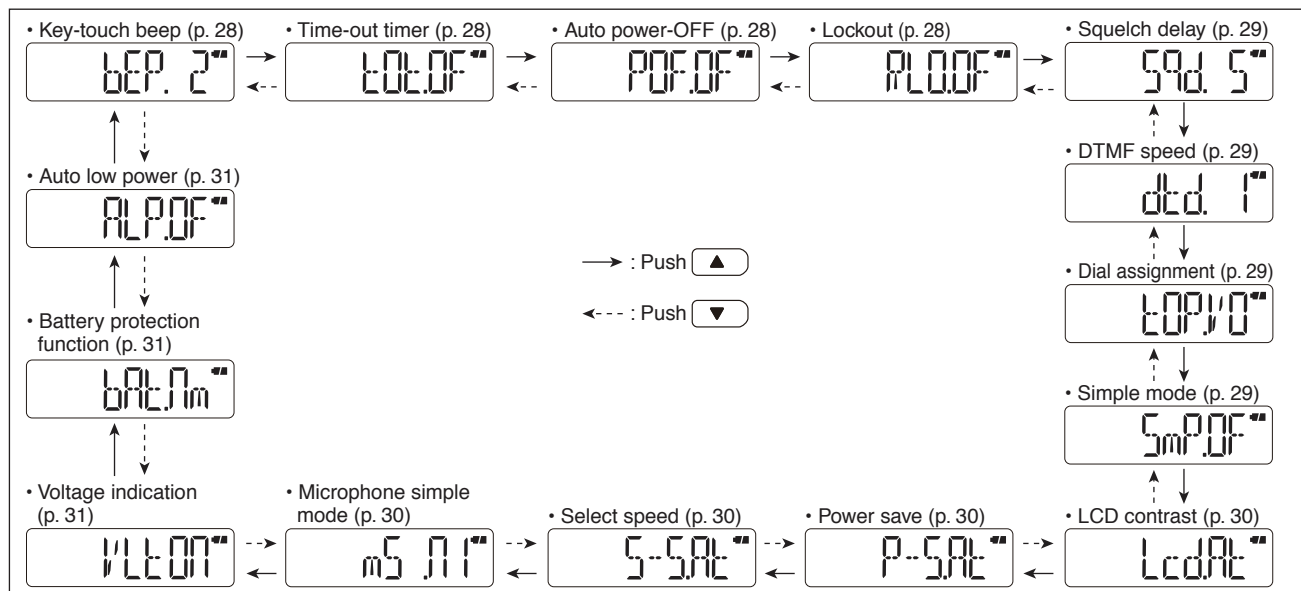 • Key-touch beep (p. 28)
bEP. 2
• Time-out timer (p. 28)
tOt.OF
• Auto power-OFF (p. 28)
POF.OF
• Lockout (p. 28)
RLO.OF
• Squelch delay (p. 29)
Sqd. S
• DTMF speed (p. 29)
dtd. 1
• Dial assignment (p. 29)
tOP.VO
• Simple mode (p. 29)
SmP.OF
• LCD contrast (p. 30)
Lcd.At
• Power save (p. 30)
P-S.At
• Select speed (p. 30)
S-S.At
• Microphone simple
mode (p. 30)
mS .M1
• Voltage indication
(p. 31)
VLt.ON
• Battery protection
function (p. 31)
bAt.Nm
• Auto low power (p. 31)
ALP.OF
: Push ▲
: Push ▼